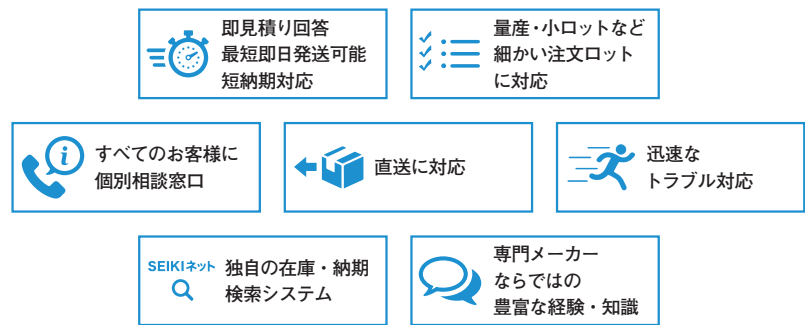 即見積り回答
最短即日発送可能
短納期対応
量産・小ロットなど
細かい注文ロット
に対応
すべてのお客様に
個別相談窓口
直送に対応
迅速な
トラブル対応
SEIKIネット
独自の在庫・納期
検索システム
専門メーカー
ならではの
豊富な経験・知識